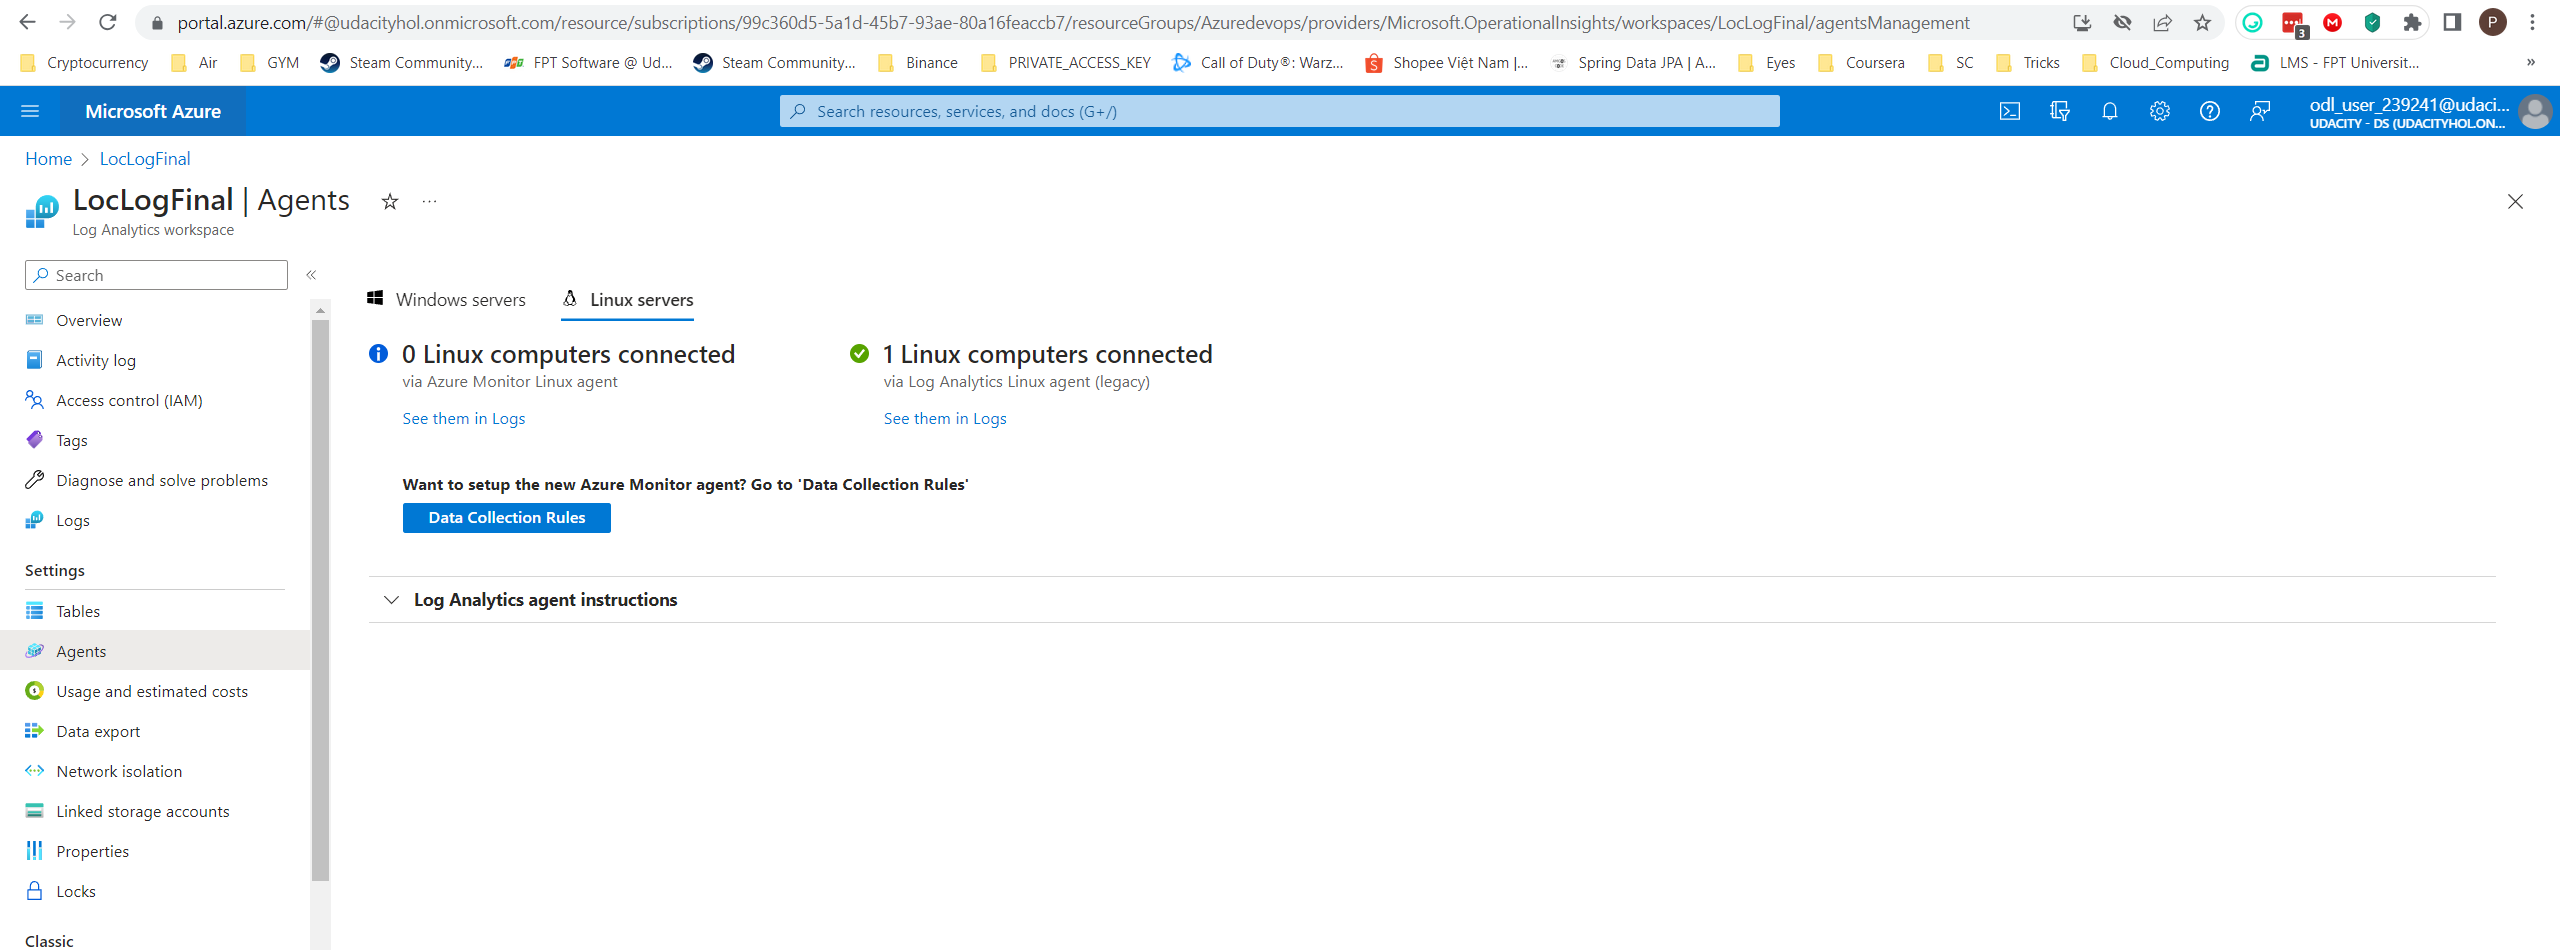 portal.azure.com/#@udacityhol.onmicrosoft.com/resource/subscriptions/99c360d5-5a1d-45b7-93ae-80a16feaccb7/resourceGroups/Azuredevops/providers/Microsoft.OperationalInsights/workspaces/LocLogFinal/agentsManagement
3
P
Cryptocurrency Air GYM Steam Community... FPT Software @ Ud... Steam Community... Binance PRIVATE_ACCESS_KEY Call of Duty®: Warz... Shopee Việt Nam |... Spring Data JPA | A... Eyes Coursera SC Tricks Cloud_Computing LMS - FPT Universit... »
Microsoft Azure
Search resources, services, and docs (G+/)
odl_user_239241@udaci...
UDACITY - DS (UDACITYHOL.ON...
Home > LocLogFinal
LocLogFinal | Agents ☆ ...
Log Analytics workspace
Search «
Overview
Activity log
Access control (IAM)
Tags
Diagnose and solve problems
Logs
Settings
Tables
Agents
Usage and estimated costs
Data export
Network isolation
Linked storage accounts
Properties
Locks
Classic
Windows servers Linux servers
0 Linux computers connected
via Azure Monitor Linux agent
See them in Logs
1 Linux computers connected
via Log Analytics Linux agent (legacy)
See them in Logs
Want to setup the new Azure Monitor agent? Go to 'Data Collection Rules'
Data Collection Rules
Log Analytics agent instructions